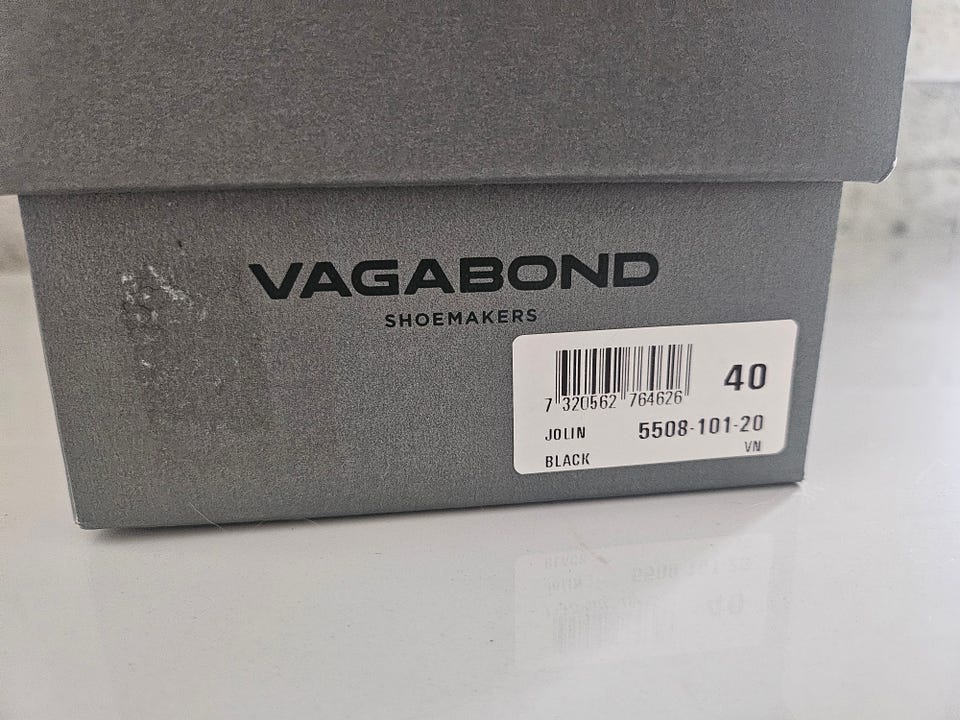 VAGABOND
SHOEMAKERS
40
7 320562 764626
JOLIN 5508-101-20
VN
BLACK